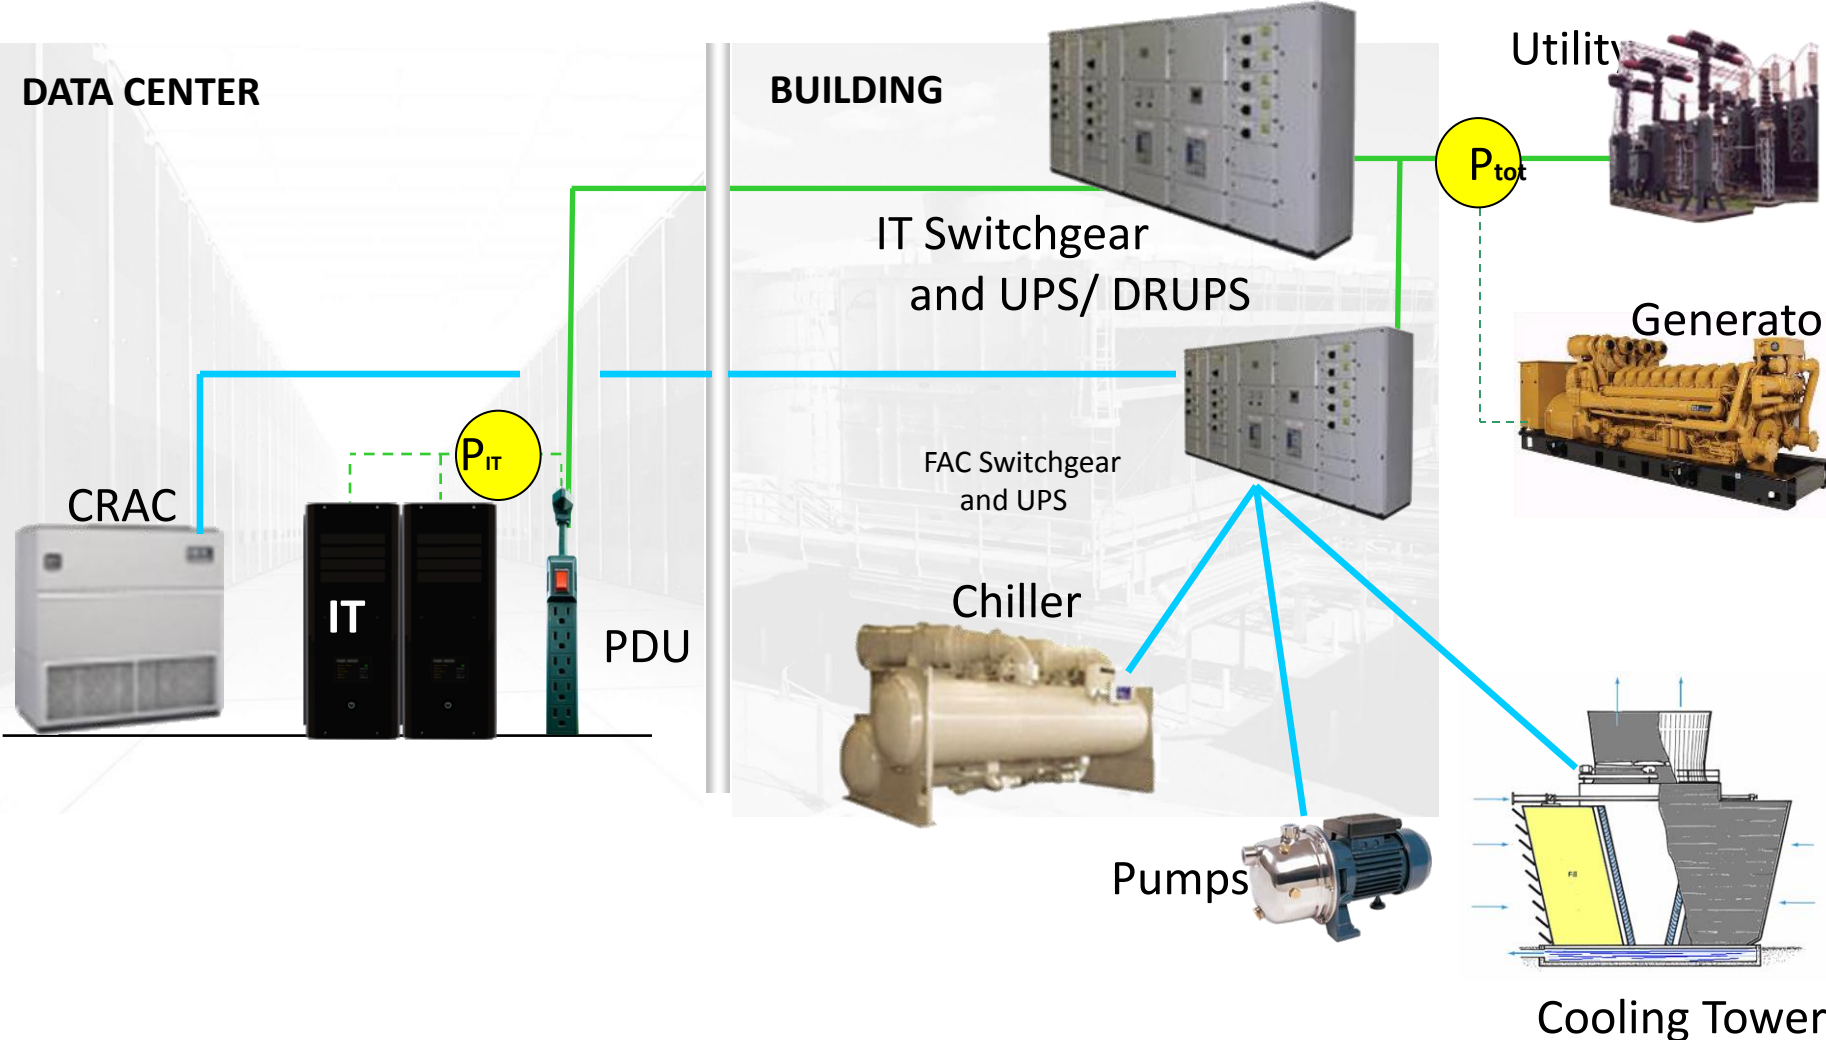 DATA CENTER
BUILDING
Utility
Ptot
IT Switchgear
and UPS/ DRUPS
Generato
PIT
FAC Switchgear
and UPS
CRAC
IT
PDU
Chiller
Pumps
Fill
Cooling Tower